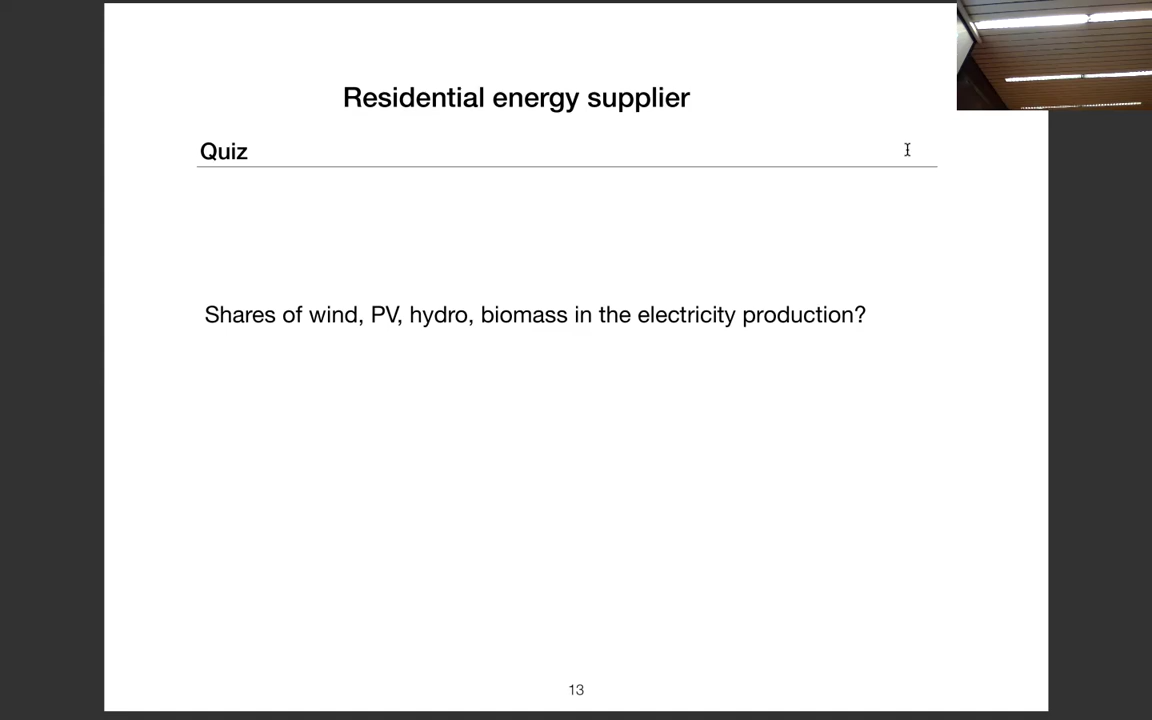 Residential energy supplier
Quiz
Shares of wind, PV, hydro, biomass in the electricity production?
13